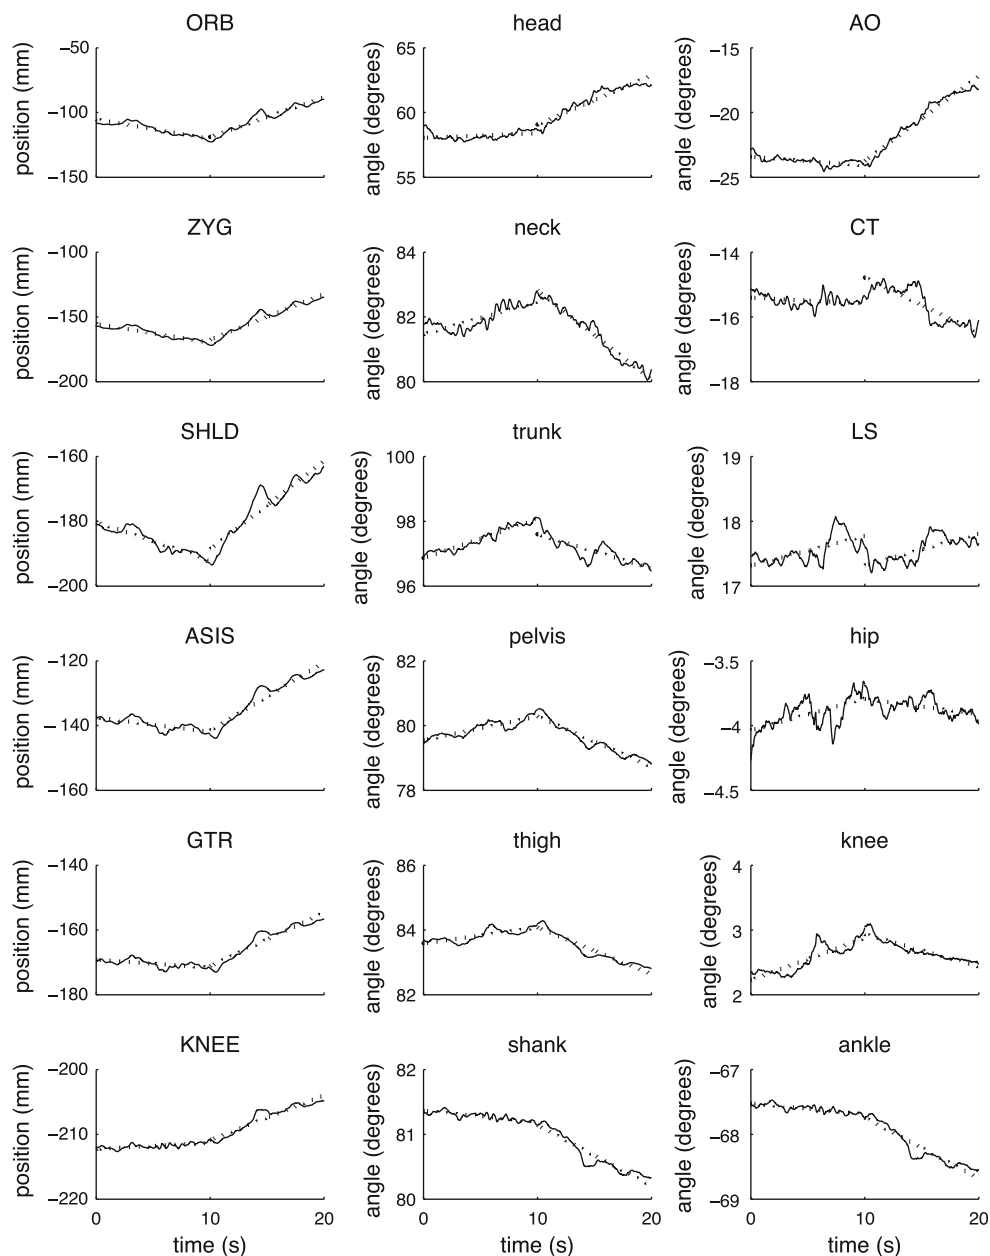 ORB head AO
position (mm) −50 −100 −150
angle (degrees) 65 60 55
angle (degrees) −15 −20 −25
ZYG neck CT
position (mm) −100 −150 −200
angle (degrees) 84 82 80
angle (degrees) −14 −16 −18
SHLD trunk LS
position (mm) −160 −180 −200
angle (degrees) 100 98 96
angle (degrees) 19 18 17
ASIS pelvis hip
position (mm) −120 −140 −160
angle (degrees) 82 80 78
angle (degrees) −3.5 −4 −4.5
GTR thigh knee
position (mm) −140 −160 −180
angle (degrees) 86 84 82
angle (degrees) 4 3 2
KNEE shank ankle
position (mm) −200 −210 −220
angle (degrees) 82 81 80
angle (degrees) −67 −68 −69
0 10 20 0 10 20 0 10 20
time (s) time (s) time (s)